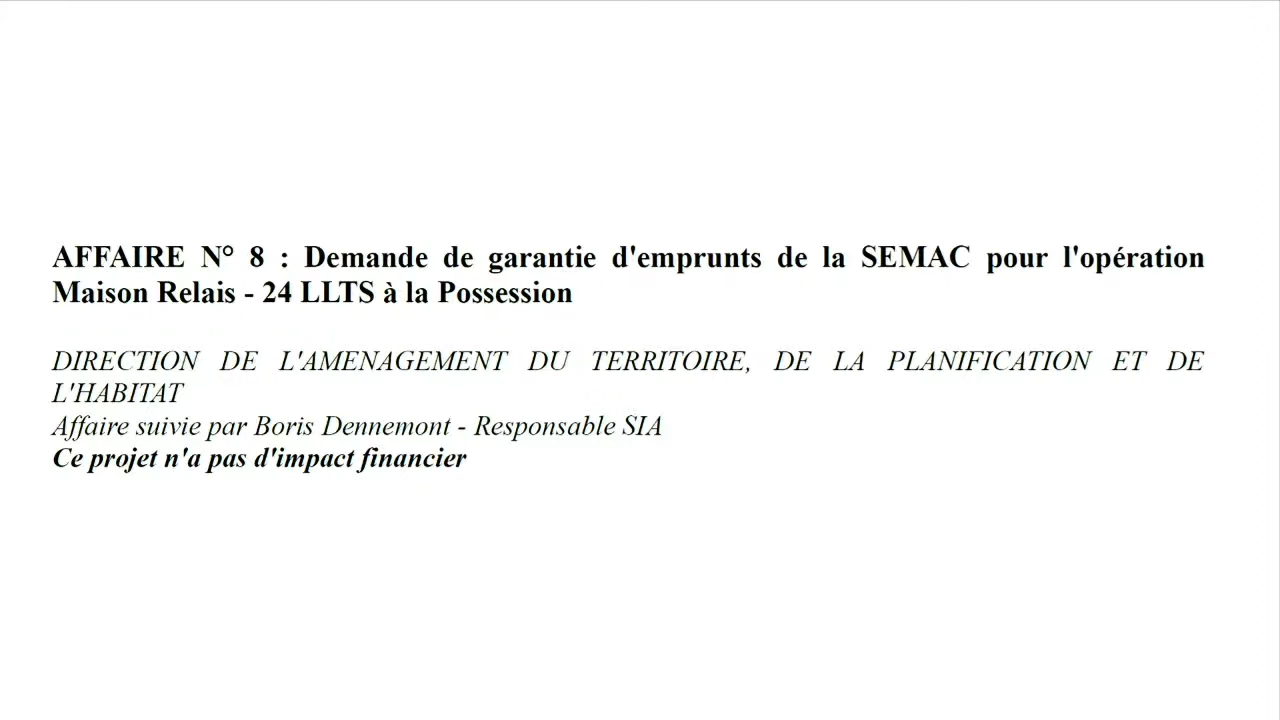 AFFAIRE N° 8 : Demande de garantie d'emprunts de la SEMAC pour l'opération
Maison Relais - 24 LLTS à la Possession
DIRECTION DE L'AMENAGEMENT DU TERRITOIRE, DE LA PLANIFICATION ET DE
L'HABITAT
Affaire suivie par Boris Dennemont - Responsable SIA
Ce projet n'a pas d'impact financier